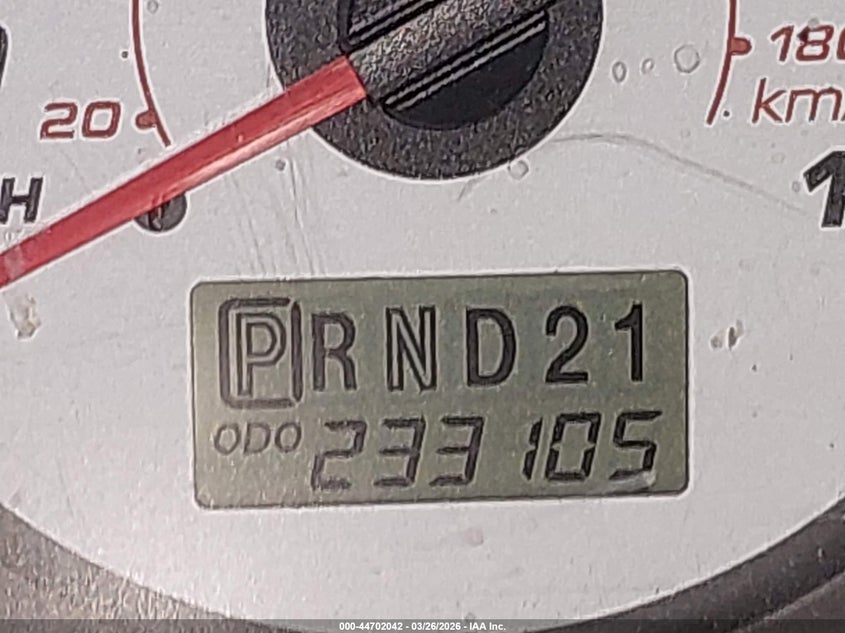 180
20
km/
H
1
PRND21
ODO 233105
000-44702042 - 03/26/2026 - IAA Inc.